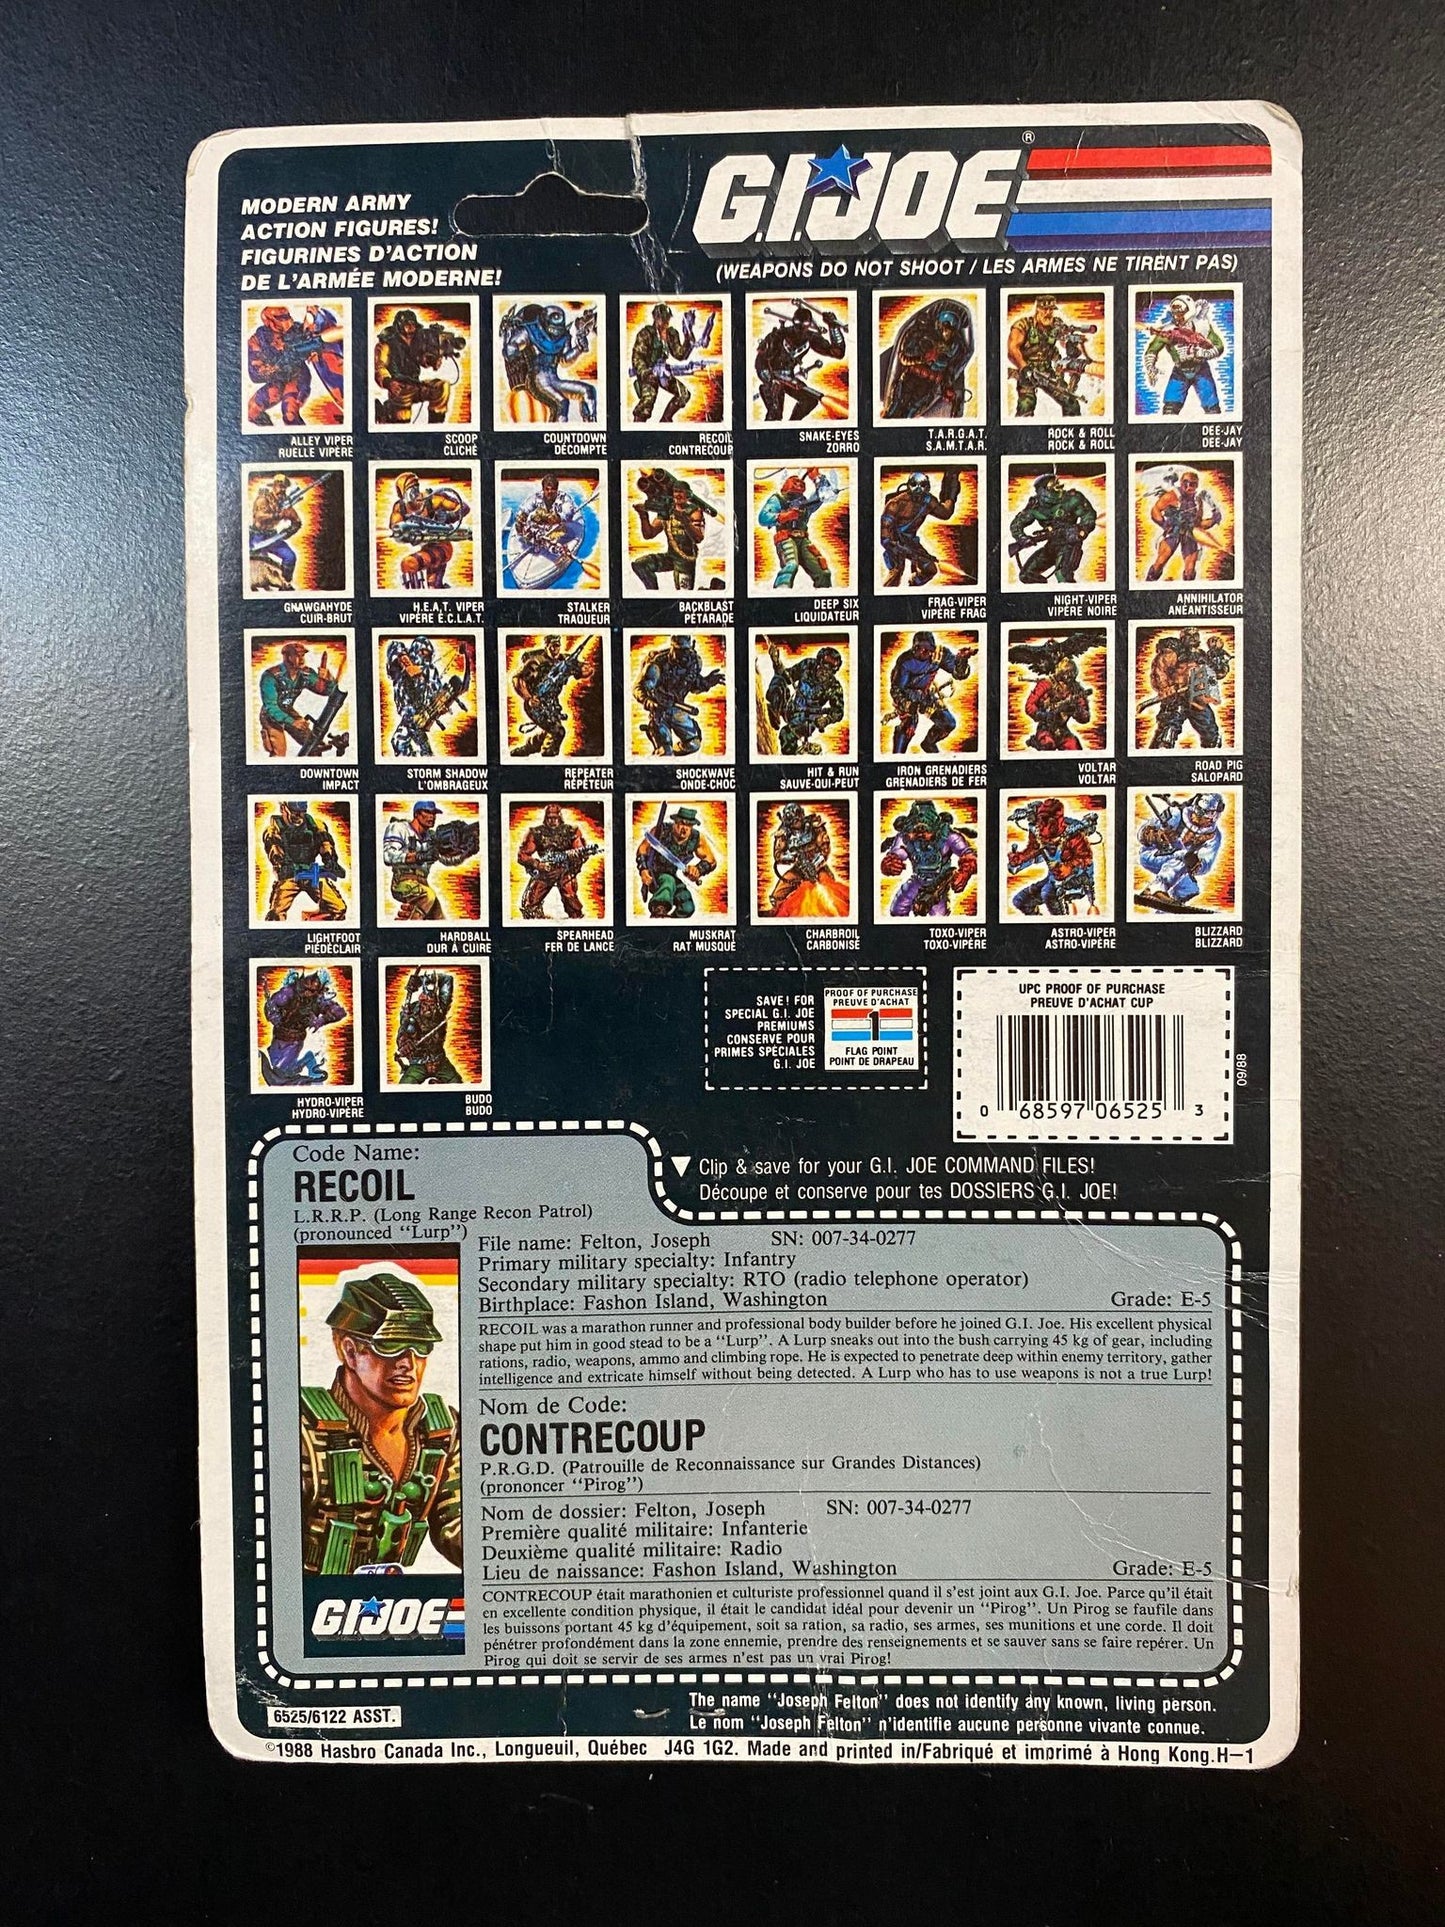 MODERN ARMY
ACTION FIGURES!
FIGURINES D'ACTION
DE L'ARMÉE MODERNE!
G.I. JOE®
(WEAPONS DO NOT SHOOT / LES ARMES NE TIRENT PAS)
ALLEY VIPER
RUELLE VIPÈRE
SCOOP
CLICHÉ
COUNTDOWN
DÉCOMPTE
RECOIL
CONTRECOUP
SNAKE-EYES
ZORRO
T.A.R.G.A.T.
S.A.M.T.A.R.
ROCK & ROLL
ROCK & ROLL
DEE-JAY
DEE-JAY
GNAWGAHYDE
CUIR-BRUT
H.E.A.T. VIPER
VIPÈRE É.C.L.A.T.
STALKER
TRAQUEUR
BACKBLAST
PÉTARADE
DEEP SIX
LIQUIDATEUR
FRAG-VIPER
VIPÈRE FRAG
NIGHT-VIPER
VIPÈRE NOIRE
ANNIHILATOR
ANÉANTISSEUR
DOWNTOWN
IMPACT
STORM SHADOW
L'OMBRAGEUX
REPEATER
RÉPÉTEUR
SHOCKWAVE
ONDE-CHOC
HIT & RUN
SAUVE-QUI-PEUT
IRON GRENADIERS
GRENADIERS DE FER
VOLTAR
VOLTAR
ROAD PIG
SALOPARD
LIGHTFOOT
PIEDÉCLAIR
HARDBALL
DUR À CUIRE
SPEARHEAD
FER DE LANCE
MUSKRAT
RAT MUSQUÉ
CHARBROIL
CARBONISÉ
TOXO-VIPER
TOXO-VIPÈRE
ASTRO-VIPER
ASTRO-VIPÈRE
BLIZZARD
BLIZZARD
HYDRO-VIPER
HYDRO-VIPÈRE
BUDO
BUDO
SAVE! FOR
SPECIAL G.I. JOE
PREMIUMS
CONSERVE POUR
PRIMES SPÉCIALES
G.I. JOE
PROOF OF PURCHASE
PREUVE D'ACHAT
1
FLAG POINT
POINT DE DRAPEAU
UPC PROOF OF PURCHASE
PREUVE D'ACHAT CUP
0 68597 06525 3
09/88
Clip & save for your G.I. JOE COMMAND FILES!
Découpe et conserve pour tes DOSSIERS G.I. JOE!
Code Name:
RECOIL
L.R.R.P. (Long Range Recon Patrol)
(pronounced "Lurp")
File name: Felton, Joseph SN: 007-34-0277
Primary military specialty: Infantry
Secondary military specialty: RTO (radio telephone operator)
Birthplace: Fashon Island, Washington Grade: E-5
RECOIL was a marathon runner and professional body builder before he joined G.I. Joe. His excellent physical
shape put him in good stead to be a "Lurp". A Lurp sneaks out into the bush carrying 45 kg of gear, including
rations, radio, weapons, ammo and climbing rope. He is expected to penetrate deep within enemy territory, gather
intelligence and extricate himself without being detected. A Lurp who has to use weapons is not a true Lurp!
Nom de Code:
CONTRECOUP
P.R.G.D. (Patrouille de Reconnaissance sur Grandes Distances)
(prononcer "Pirog")
Nom de dossier: Felton, Joseph SN: 007-34-0277
Première qualité militaire: Infanterie
Deuxième qualité militaire: Radio
Lieu de naissance: Fashon Island, Washington Grade: E-5
CONTRECOUP était marathonien et culturiste professionnel quand il s'est joint aux G.I. Joe. Parce qu'il était
en excellente condition physique, il était le candidat idéal pour devenir un "Pirog". Un Pirog se faufile dans
les buissons portant 45 kg d'équipement, soit sa ration, sa radio, ses armes, ses munitions et une corde. Il doit
pénétrer profondément dans la zone ennemie, prendre des renseignements et se sauver sans se faire repérer. Un
Pirog qui doit se servir de ses armes n'est pas un vrai Pirog!
G.I. JOE
The name "Joseph Felton" does not identify any known, living person.
Le nom "Joseph Felton" n'identifie aucune personne vivante connue.
6525/6122 ASST.
©1988 Hasbro Canada Inc., Longueuil, Québec J4G 1G2. Made and printed in/Fabriqué et imprimé à Hong Kong.H-1